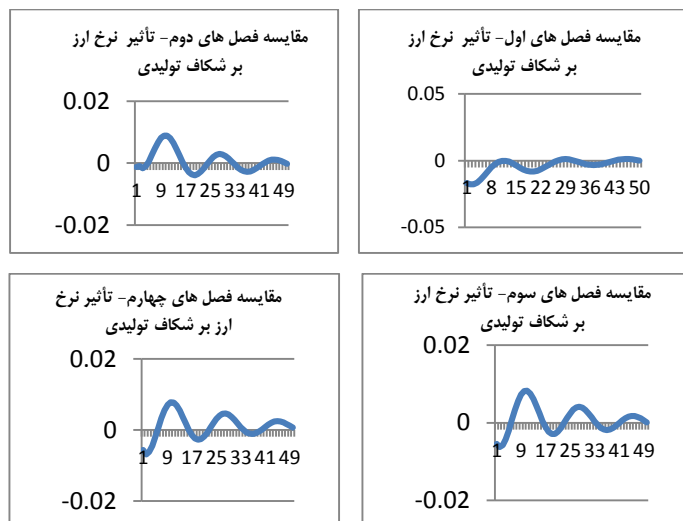 مقایسه فصل های اول- تأثیر نرخ ارز
بر شکاف تولیدی
0.05
0
-0.05
1 8 15 22 29 36 43 50
مقایسه فصل های دوم- تأثیر نرخ ارز
بر شکاف تولیدی
0.02
0
-0.02
1 9 17 25 33 41 49
مقایسه فصل های سوم- تأثیر نرخ ارز
بر شکاف تولیدی
0.02
0
-0.02
1 9 17 25 33 41 49
مقایسه فصل های چهارم- تأثیر نرخ
ارز بر شکاف تولیدی
0.02
0
-0.02
1 9 17 25 33 41 49